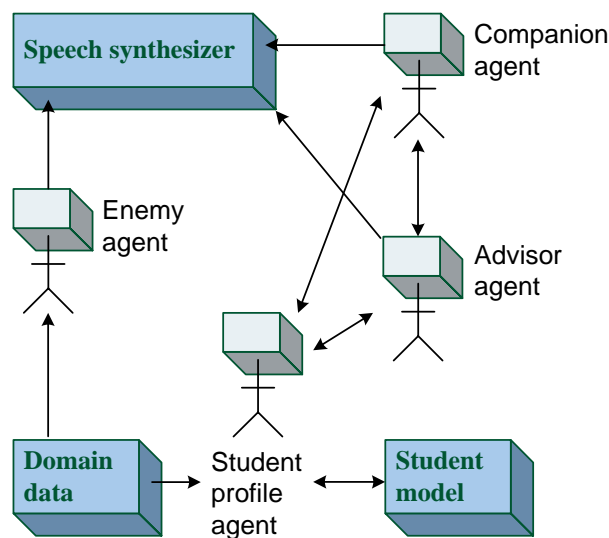 Speech synthesizer
Companion
agent
Enemy
agent
Advisor
agent
Domain
data
Student
profile
agent
Student
model